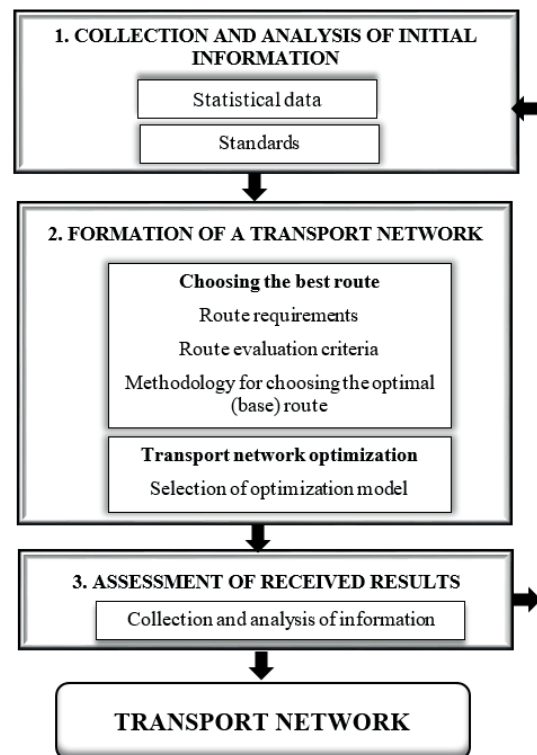 1. COLLECTION AND ANALYSIS OF INITIAL
INFORMATION
Statistical data
Standards
2. FORMATION OF A TRANSPORT NETWORK
Choosing the best route
Route requirements
Route evaluation criteria
Methodology for choosing the optimal
(base) route
Transport network optimization
Selection of optimization model
3. ASSESSMENT OF RECEIVED RESULTS
Collection and analysis of information
TRANSPORT NETWORK